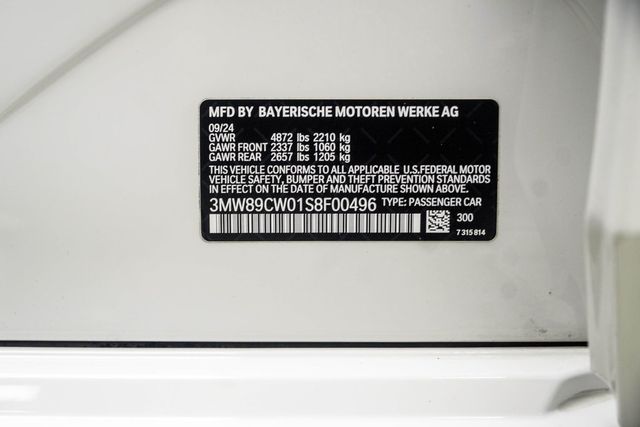 MFD BY BAYERISCHE MOTOREN WERKE AG
09/24
GVWR 4872 lbs 2210 kg
GAWR FRONT 2337 lbs 1060 kg
GAWR REAR 2657 lbs 1205 kg
THIS VEHICLE CONFORMS TO ALL APPLICABLE U.S.FEDERAL MOTOR
VEHICLE SAFETY, BUMPER AND THEFT PREVENTION STANDARDS
IN EFFECT ON THE DATE OF MANUFACTURE SHOWN ABOVE.
3MW89CW01S8F00496 TYPE: PASSENGER CAR
300
7 315 814